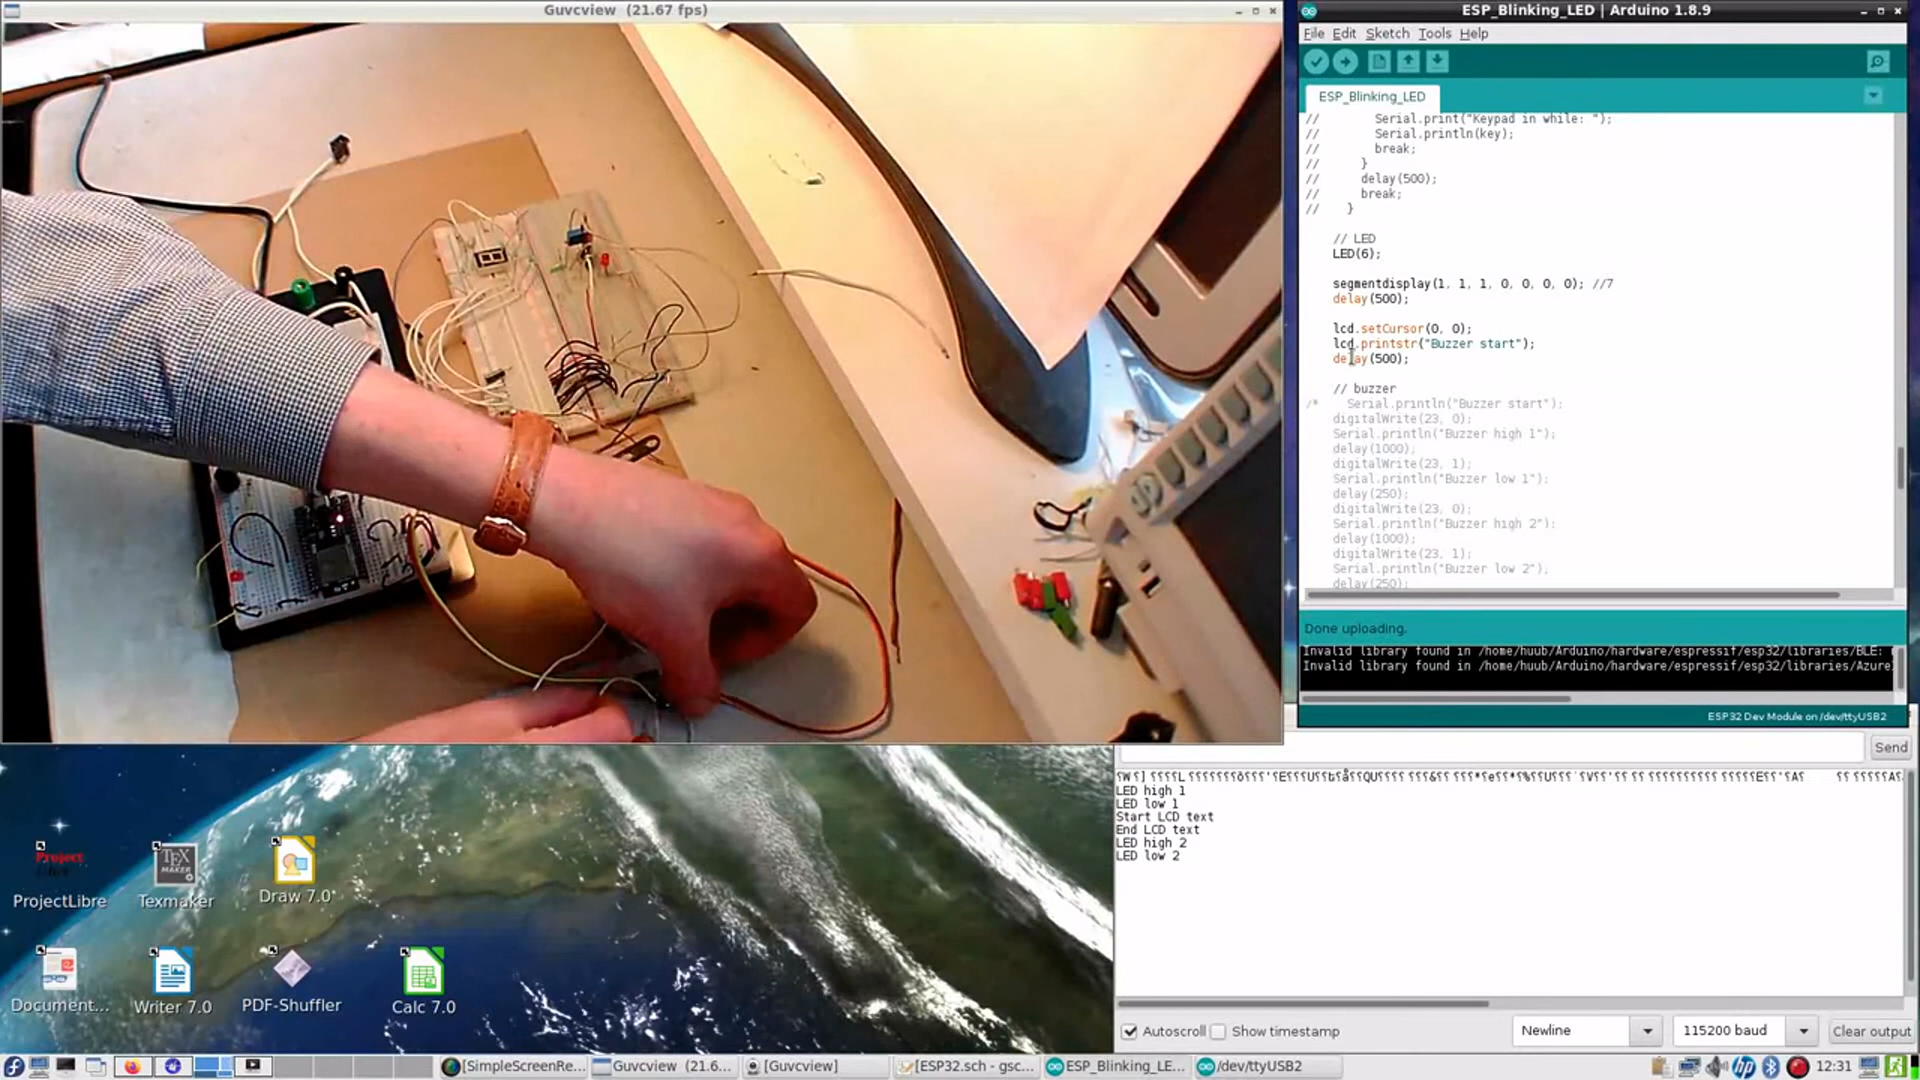 Guvcview (21.67 fps)
ESP_Blinking_LED | Arduino 1.8.9
File Edit Sketch Tools Help
ESP_Blinking_LED
// Serial.print("Keypad in while: ");
// Serial.println(key);
// break;
// }
// delay(500);
// break;
// }
// LED
LED(6);
segmentdisplay(1, 1, 1, 0, 0, 0, 0); //7
delay(500);
lcd.setCursor(0, 0);
lcd.printstr("Buzzer start");
delay(500);
// buzzer
/* Serial.println("Buzzer start");
digitalWrite(23, 0);
Serial.println("Buzzer high 1");
delay(1000);
digitalWrite(23, 1);
Serial.println("Buzzer low 1");
delay(250);
digitalWrite(23, 0);
Serial.println("Buzzer high 2");
delay(1000);
digitalWrite(23, 1);
Serial.println("Buzzer low 2");
delay(250);
Done uploading.
Invalid library found in /home/huub/Arduino/hardware/espressif/esp32/libraries/BLE:
Invalid library found in /home/huub/Arduino/hardware/espressif/esp32/libraries/Azure
ESP32 Dev Module on /dev/ttyUSB2
Send
LED high 1
LED low 1
Start LCD text
End LCD text
LED high 2
LED low 2
Autoscroll Show timestamp Newline 115200 baud Clear output
ProjectLibre Texmaker Draw 7.0
Document... Writer 7.0 PDF-Shuffler Calc 7.0
[SimpleScreenRe... Guvcview (21.6... [Guvcview] [ESP32.sch - gsc... ESP_Blinking_LE... /dev/ttyUSB2 12:31